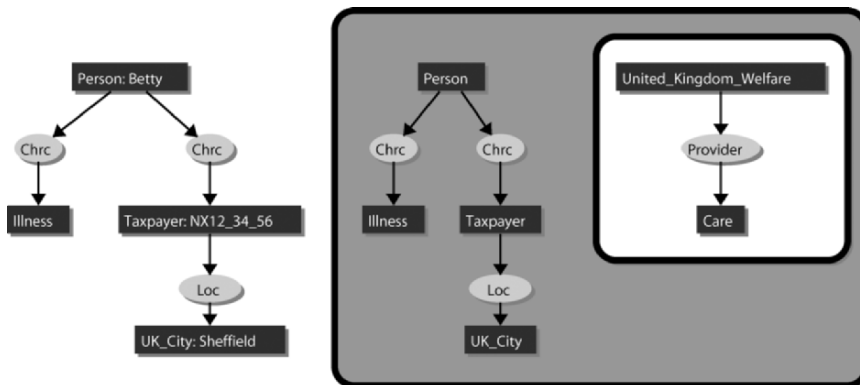 Person: Betty
Chrc
Chrc
Illness
Taxpayer: NX12_34_56
Loc
UK_City: Sheffield
Person
Chrc
Chrc
Illness
Taxpayer
Loc
UK_City
United_Kingdom_Welfare
Provider
Care